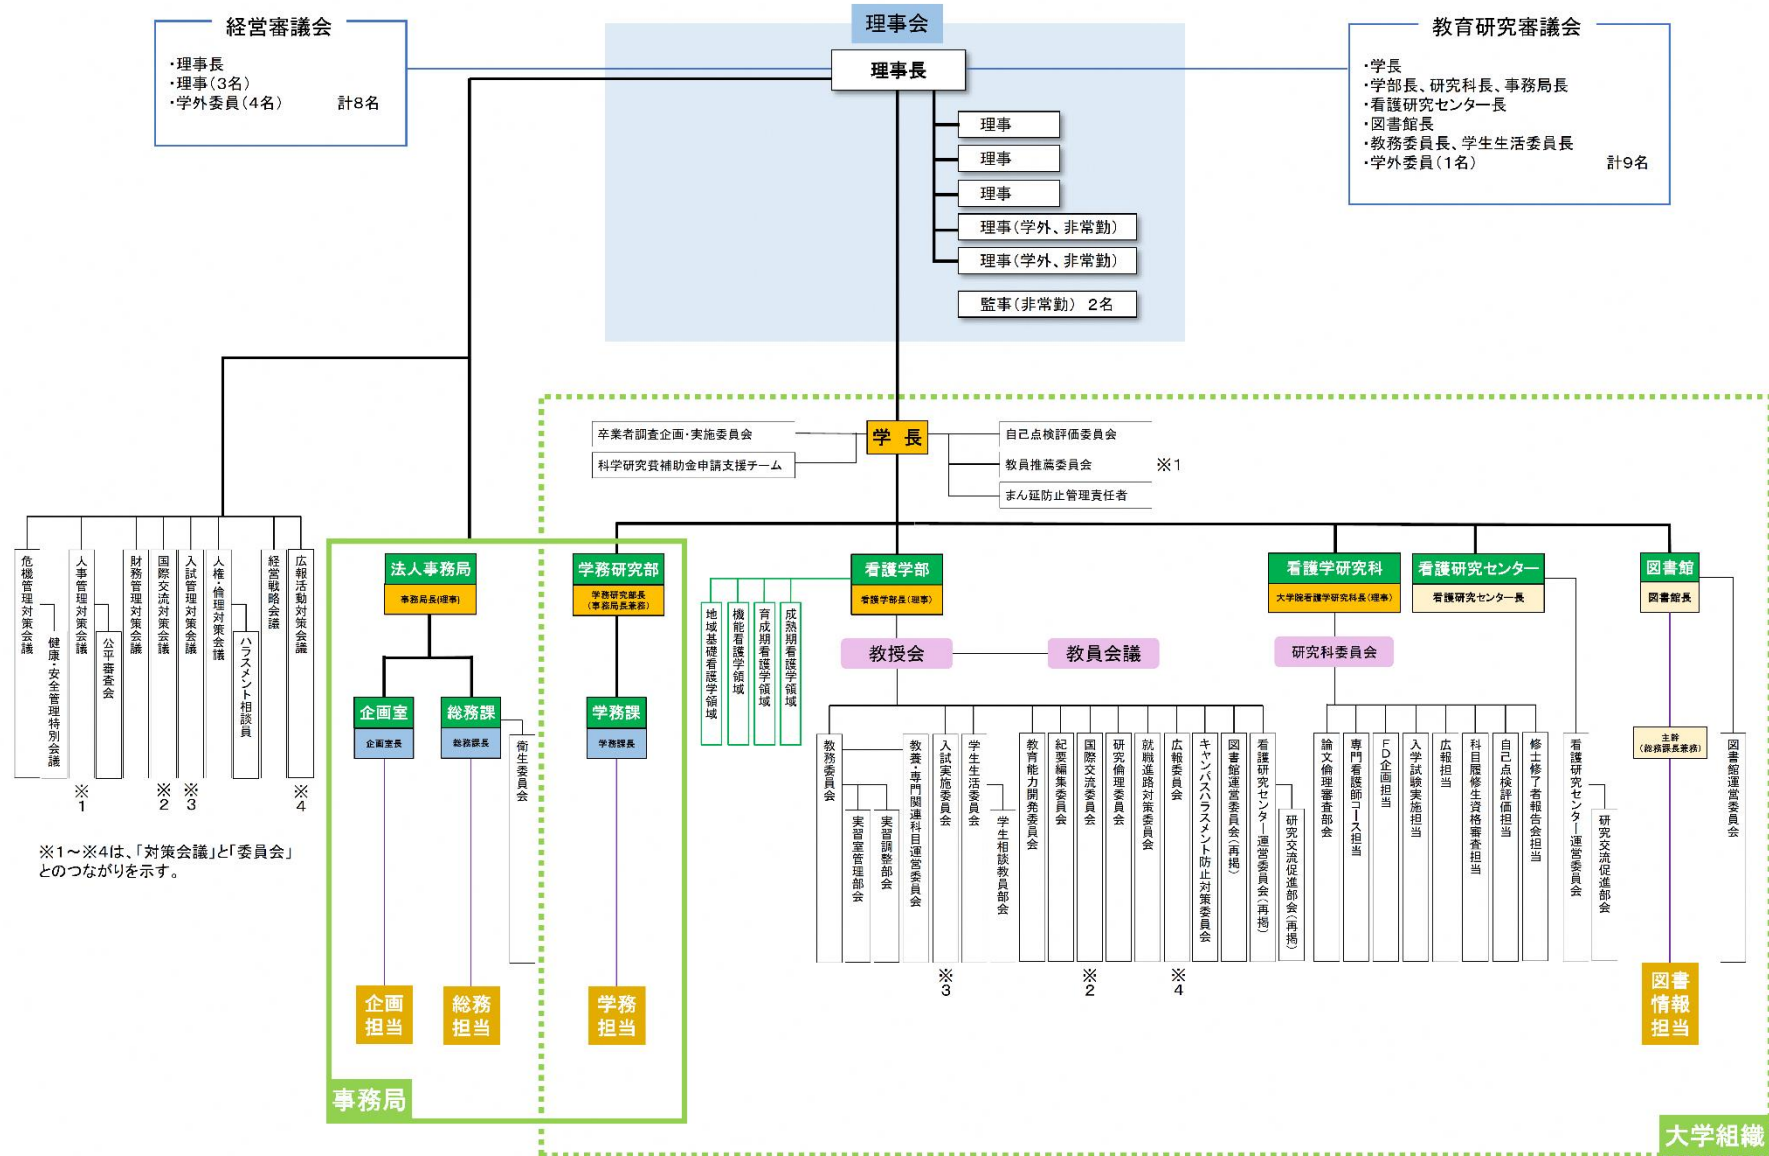 理事会
経営審議会
・理事長
・理事(3名)
・学外委員(4名)　計8名
理事長
教育研究審議会
・学長
・学部長、研究科長、事務局長
・看護研究センター長
・図書館長
・教務委員長、学生生活委員長
・学外委員(1名)　計9名
理事
理事
理事
理事(学外、非常勤)
理事(学外、非常勤)
監事(非常勤)　2名
学長
卒業者調査企画・実施委員会
科学研究費補助金申請支援チーム
自己点検評価委員会
教員推薦委員会　※1
まん延防止管理責任者
危機管理対策会議
健康・安全管理特別会議
人事管理対策会議
※1
公平審査会
財務管理対策会議
国際交流対策会議
※2
入試管理対策会議
※3
人権・倫理対策会議
ハラスメント相談員
経営戦略会議
広報活動対策会議
※4
※1～※4は、「対策会議」と「委員会」
とのつながりを示す。
法人事務局
事務局長(理事)
企画室
企画室長
総務課
総務課長
衛生委員会
企画
担当
総務
担当
学務研究部
学務研究部長
(事務局長兼務)
学務課
学務課長
学務
担当
事務局
看護学部
看護学部長(理事)
地域基礎看護学領域
機能看護学領域
育成期看護学領域
成熟期看護学領域
教授会
教員会議
教務委員会
実習室管理部会
実習調整部会
教養・専門関連科目運営委員会
入試実施委員会
※3
学生生活委員会
学生相談教員部会
教育能力開発委員会
紀要編集委員会
国際交流委員会
※2
研究倫理委員会
就職進路対策委員会
広報委員会
※4
キャンパスハラスメント防止対策委員会
図書館運営委員会(再掲)
看護研究センター運営委員会(再掲)
研究交流促進部会(再掲)
看護学研究科
大学院看護学研究科長(理事)
研究科委員会
論文倫理審査部会
専門看護師コース担当
FD企画担当
入学試験実施担当
広報担当
科目履修生資格審査担当
自己点検評価担当
修士修了者報告会担当
看護研究センター
看護研究センター長
看護研究センター運営委員会
研究交流促進部会
図書館
図書館長
主幹
(総務課長兼務)
図書館運営委員会
図書
情報
担当
大学組織